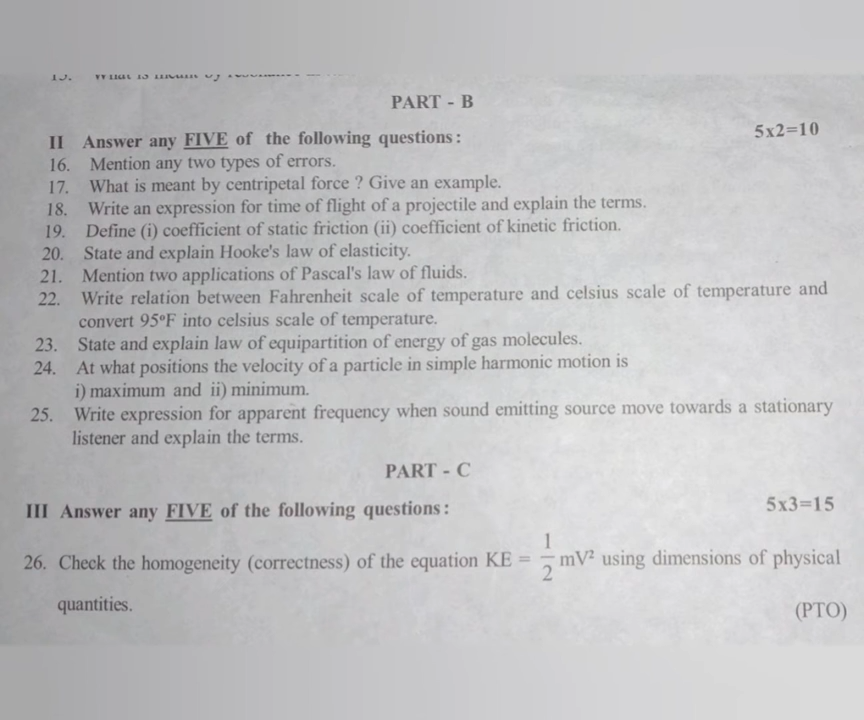 15.
PART - B
II Answer any FIVE of the following questions: 5x2=10
16. Mention any two types of errors.
17. What is meant by centripetal force ? Give an example.
18. Write an expression for time of flight of a projectile and explain the terms.
19. Define (i) coefficient of static friction (ii) coefficient of kinetic friction.
20. State and explain Hooke's law of elasticity.
21. Mention two applications of Pascal's law of fluids.
22. Write relation between Fahrenheit scale of temperature and celsius scale of temperature and
convert 95°F into celsius scale of temperature.
23. State and explain law of equipartition of energy of gas molecules.
24. At what positions the velocity of a particle in simple harmonic motion is
i) maximum and ii) minimum.
25. Write expression for apparent frequency when sound emitting source move towards a stationary
listener and explain the terms.
PART - C
III Answer any FIVE of the following questions: 5x3=15
26. Check the homogeneity (correctness) of the equation KE = 1/2 mV² using dimensions of physical
quantities. (PTO)